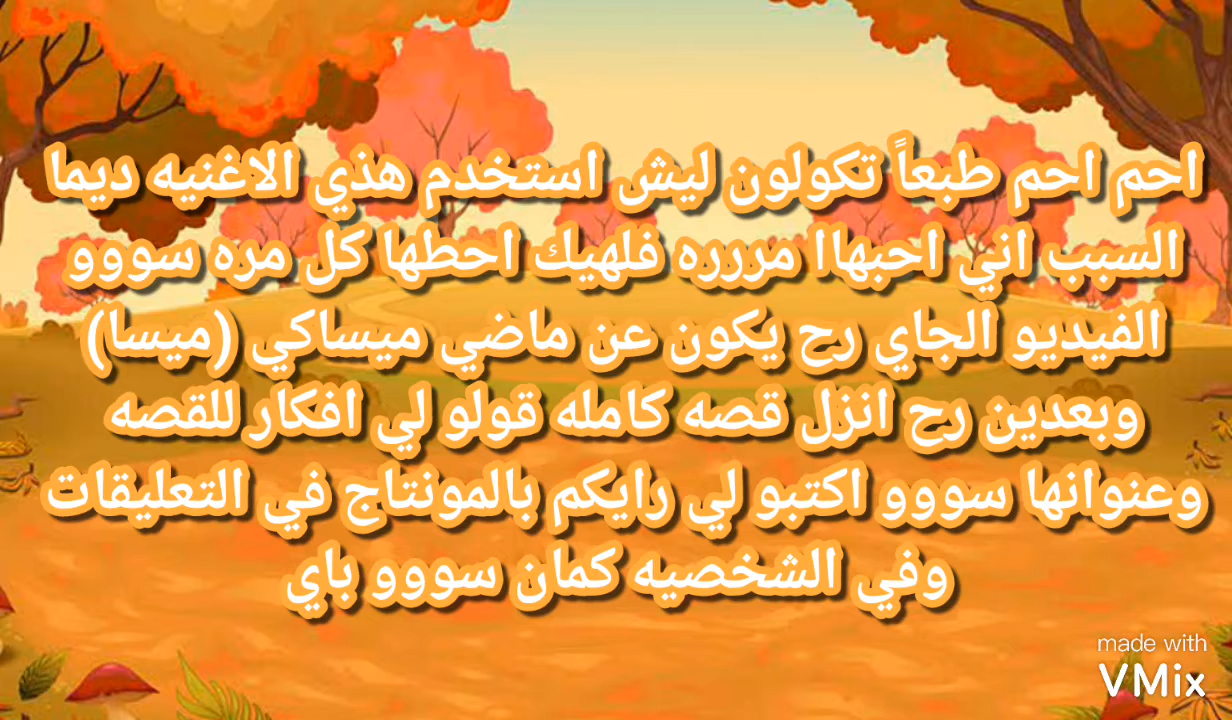 احم احم طبعاً تكولون ليش استخدم هذي الاغنيه ديما
السبب اني احبهاا مررره فلهيك احطها كل مره سووو
الفيديو الجاي رح يكون عن ماضي ميساكي (ميسا)
وبعدين رح انزل قصه كامله قولو لي افكار للقصه
وعنوانها سووو اكتبو لي رايكم بالمونتاج في التعليقات
وفي الشخصيه كمان سووو باي
made with
VMix